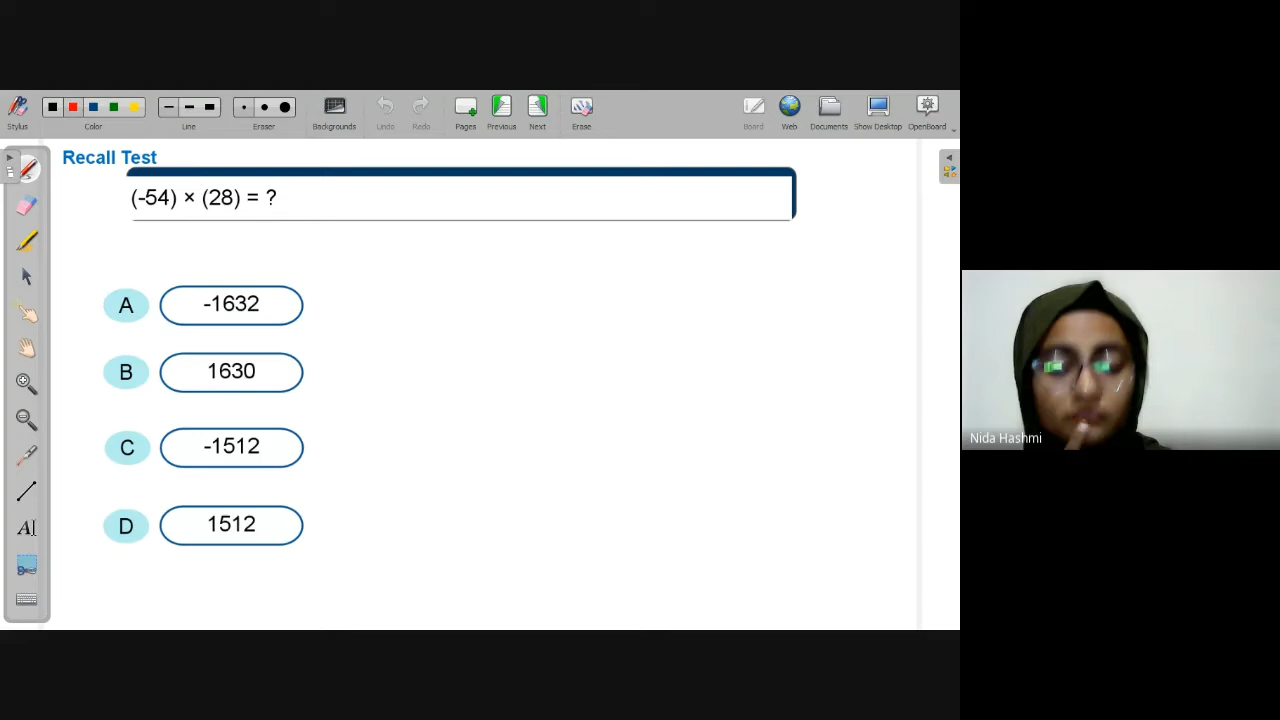 Stylus
Color
Line
Eraser
Backgrounds
Undo
Redo
Pages
Previous
Next
Erase
Board
Web
Documents
Show Desktop
OpenBoard
Recall Test
(-54) × (28) = ?
A -1632
B 1630
C -1512
D 1512
A
Nida Hashmi